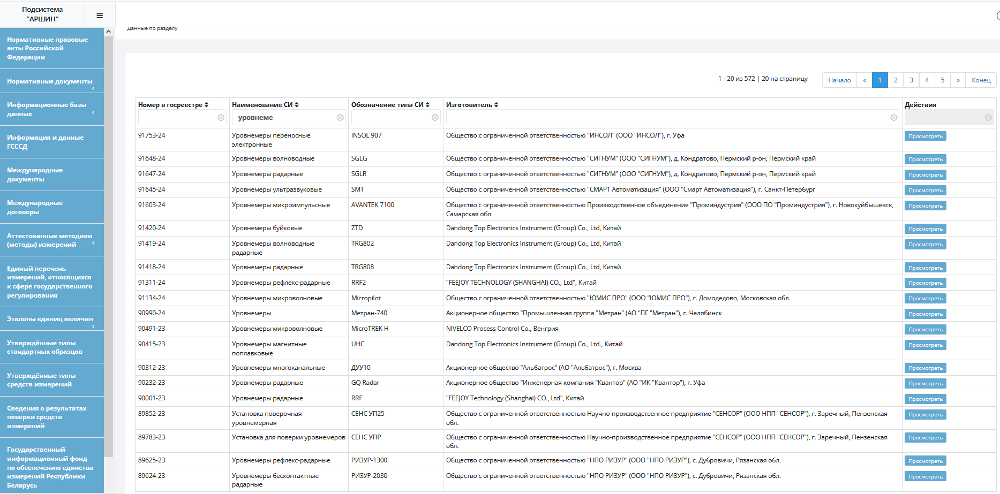 Подсистема
"АРШИН"
Нормативные правовые
акты Российской
Федерации
Нормативные документы
Информационные базы
данных
Информация и данные
ГСССД
Международные
документы
Международные
договоры
Аттестованные методики
(методы) измерений
Единый перечень
измерений, относящихся
к сфере государственного
регулирования
Эталоны единиц величин
Утверждённые типы
стандартных образцов
Утверждённые типы
средств измерений
Сведения о результатах
поверки средств
измерений
Государственный
информационный фонд
по обеспечению единства
измерений Республики
Беларусь
Данные по разделу
1 - 20 из 572 | 20 на страницу
Начало « 1 2 3 4 5 » Конец
Номер в госреестре Наименование СИ Обозначение типа СИ Изготовитель Действия
уровнеме
91753-24 Уровнемеры переносные INSOL 907 Общество с ограниченной ответственностью "ИНСОЛ" (ООО "ИНСОЛ"), г. Уфа Просмотреть
электронные
91648-24 Уровнемеры волноводные SGLG Общество с ограниченной ответственностью "СИГНУМ" (ООО "СИГНУМ"), д. Кондратово, Пермский р-он, Пермский край Просмотреть
91647-24 Уровнемеры радарные SGLR Общество с ограниченной ответственностью "СИГНУМ" (ООО "СИГНУМ"), д. Кондратово, Пермский р-он, Пермский край Просмотреть
91645-24 Уровнемеры ультразвуковые SMT Общество с ограниченной ответственностью "СМАРТ Автоматизация" (ООО "Смарт Автоматизация"), г. Санкт-Петербург Просмотреть
91603-24 Уровнемеры микроимпульсные AVANTEK 7100 Общество с ограниченной ответственностью Производственное объединение "Проминдустрия" (ООО ПО "Проминдустрия"), г. Новокуйбышевск, Просмотреть
Самарская обл.
91420-24 Уровнемеры буйковые ZTD Dandong Top Electronics Instrument (Group) Co., Ltd, Китай Просмотреть
91419-24 Уровнемеры волноводные TRG802 Dandong Top Electronics Instrument (Group) Co., Ltd, Китай Просмотреть
радарные
91418-24 Уровнемеры радарные TRG808 Dandong Top Electronics Instrument (Group) Co., Ltd, Китай Просмотреть
91311-24 Уровнемеры рефлекс-радарные RRF2 "FEEJOY TECHNOLOGY (SHANGHAI) CO., Ltd", Китай Просмотреть
91134-24 Уровнемеры микроволновые Micropilot Общество с ограниченной ответственностью "ЮМИС ПРО" (ООО "ЮМИС ПРО"), г. Домодедово, Московская обл. Просмотреть
90990-24 Уровнемеры Метран-740 Акционерное общество "Промышленная группа "Метран" (АО "ПГ "Метран"), г. Челябинск Просмотреть
90491-23 Уровнемеры микроволновые MicroTREK H NIVELCO Process Control Co., Венгрия Просмотреть
90415-23 Уровнемеры магнитные UHC Dandong Top Electronics Instrument (Group) Co., Ltd., Китай Просмотреть
поплавковые
90312-23 Уровнемеры многоканальные ДУУ10 Акционерное общество "Альбатрос" (АО "Альбатрос"), г. Москва Просмотреть
90232-23 Уровнемеры радарные GQ Radar Акционерное общество "Инженерная компания "Квантор" (АО "ИК "Квантор"), г. Уфа Просмотреть
90001-23 Уровнемеры радарные RRF "FEEJOY Technology (Shanghai) CO., Ltd", Китай Просмотреть
89852-23 Установка поверочная СЕНС УП25 Общество с ограниченной ответственностью Научно-производственное предприятие "СЕНСОР" (ООО НПП "СЕНСОР"), г. Заречный, Пензенская Просмотреть
уровнемерная обл.
89783-23 Установка для поверки уровнемеров СЕНС УПР Общество с ограниченной ответственностью Научно-производственное предприятие "СЕНСОР" (ООО НПП "СЕНСОР"), г. Заречный, Пензенская Просмотреть
обл.
89625-23 Уровнемеры рефлекс-радарные РИЗУР-1300 Общество с ограниченной ответственностью "НПО РИЗУР" (ООО "НПО РИЗУР"), с. Дубровичи, Рязанская обл. Просмотреть
89624-23 Уровнемеры бесконтактные РИЗУР-2030 Общество с ограниченной ответственностью "НПО РИЗУР" (ООО "НПО РИЗУР"), с. Дубровичи, Рязанская обл. Просмотреть
радарные